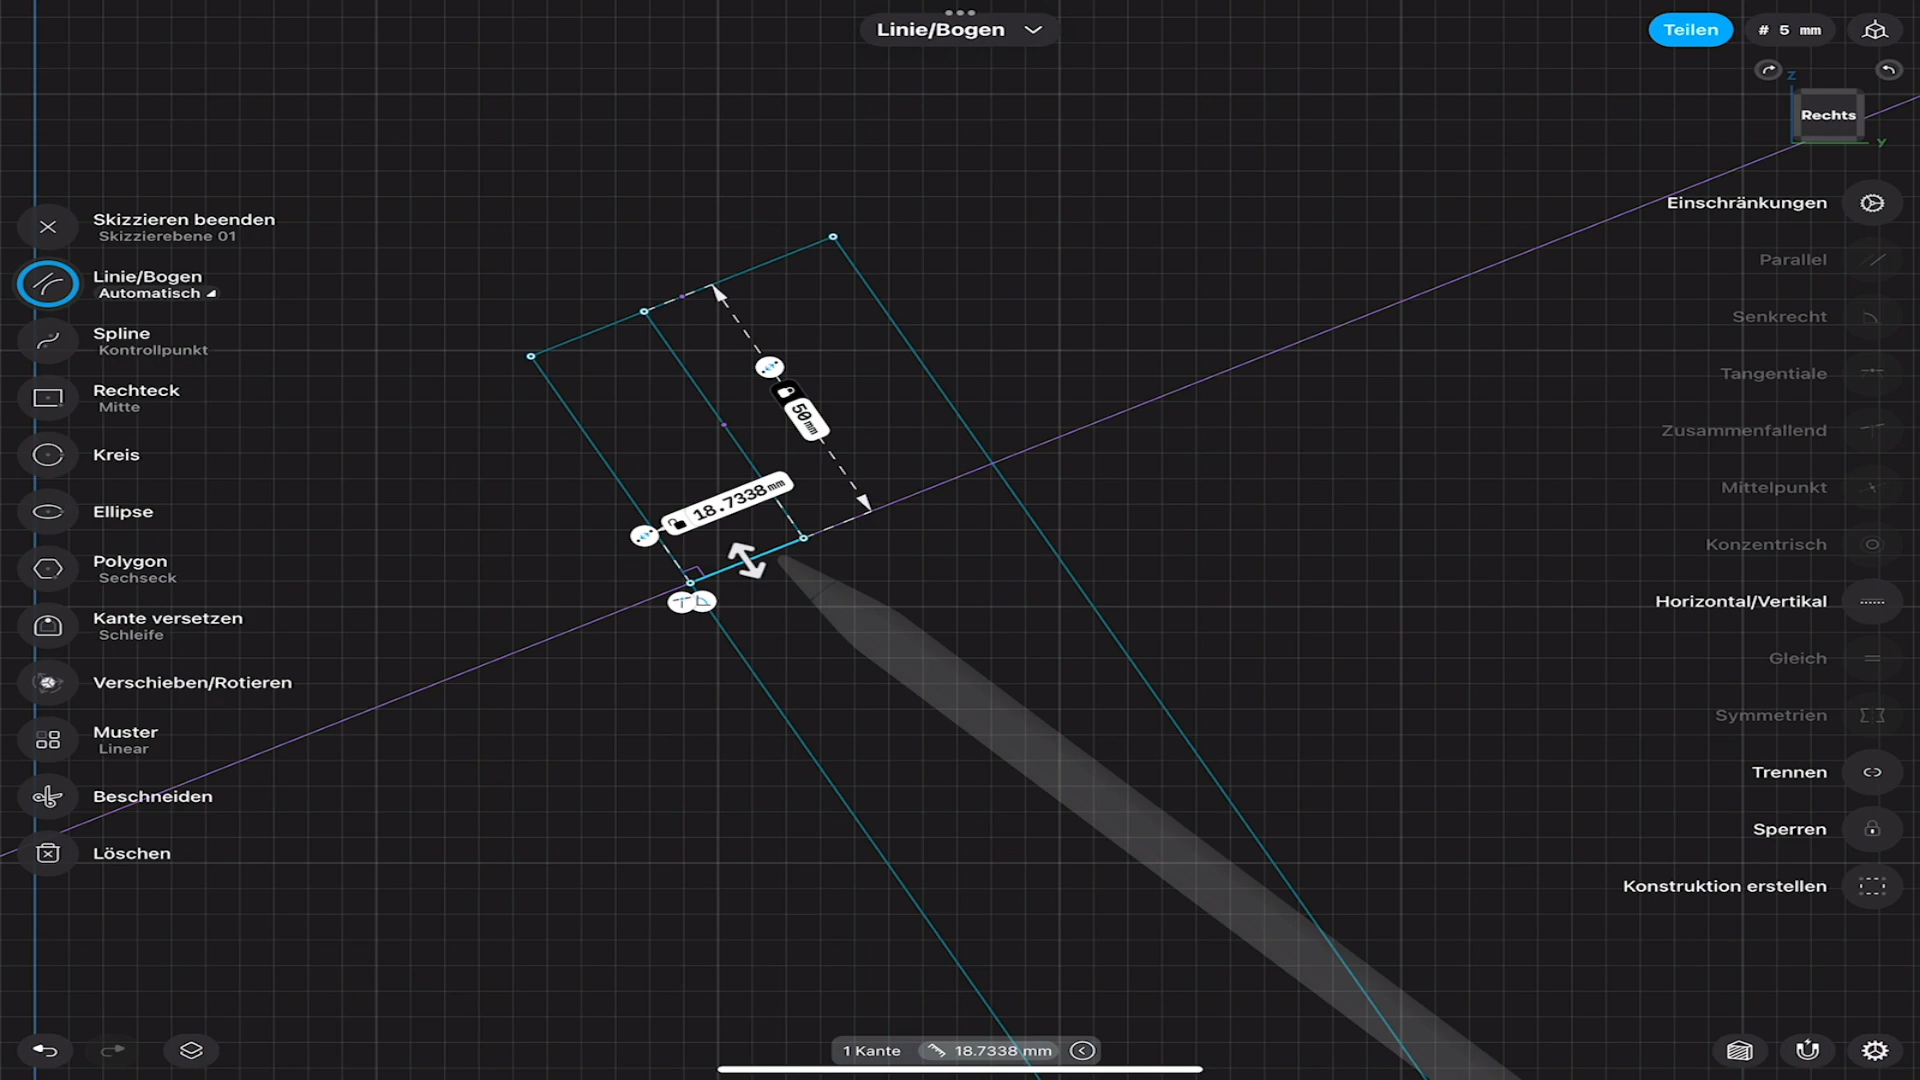 Linie/Bogen
Teilen
# 5 mm
Z
Rechts
Y
Skizzieren beenden
Skizzierebene 01
Linie/Bogen
Automatisch
Spline
Kontrollpunkt
Rechteck
Mitte
Kreis
Ellipse
Polygon
Sechseck
Kante versetzen
Schleife
Verschieben/Rotieren
Muster
Linear
Beschneiden
Löschen
50 mm
18.7338 mm
Einschränkungen
Parallel
Senkrecht
Tangentiale
Zusammenfallend
Mittelpunkt
Konzentrisch
Horizontal/Vertikal
Gleich
Symmetrien
Trennen
Sperren
Konstruktion erstellen
1 Kante
18.7338 mm